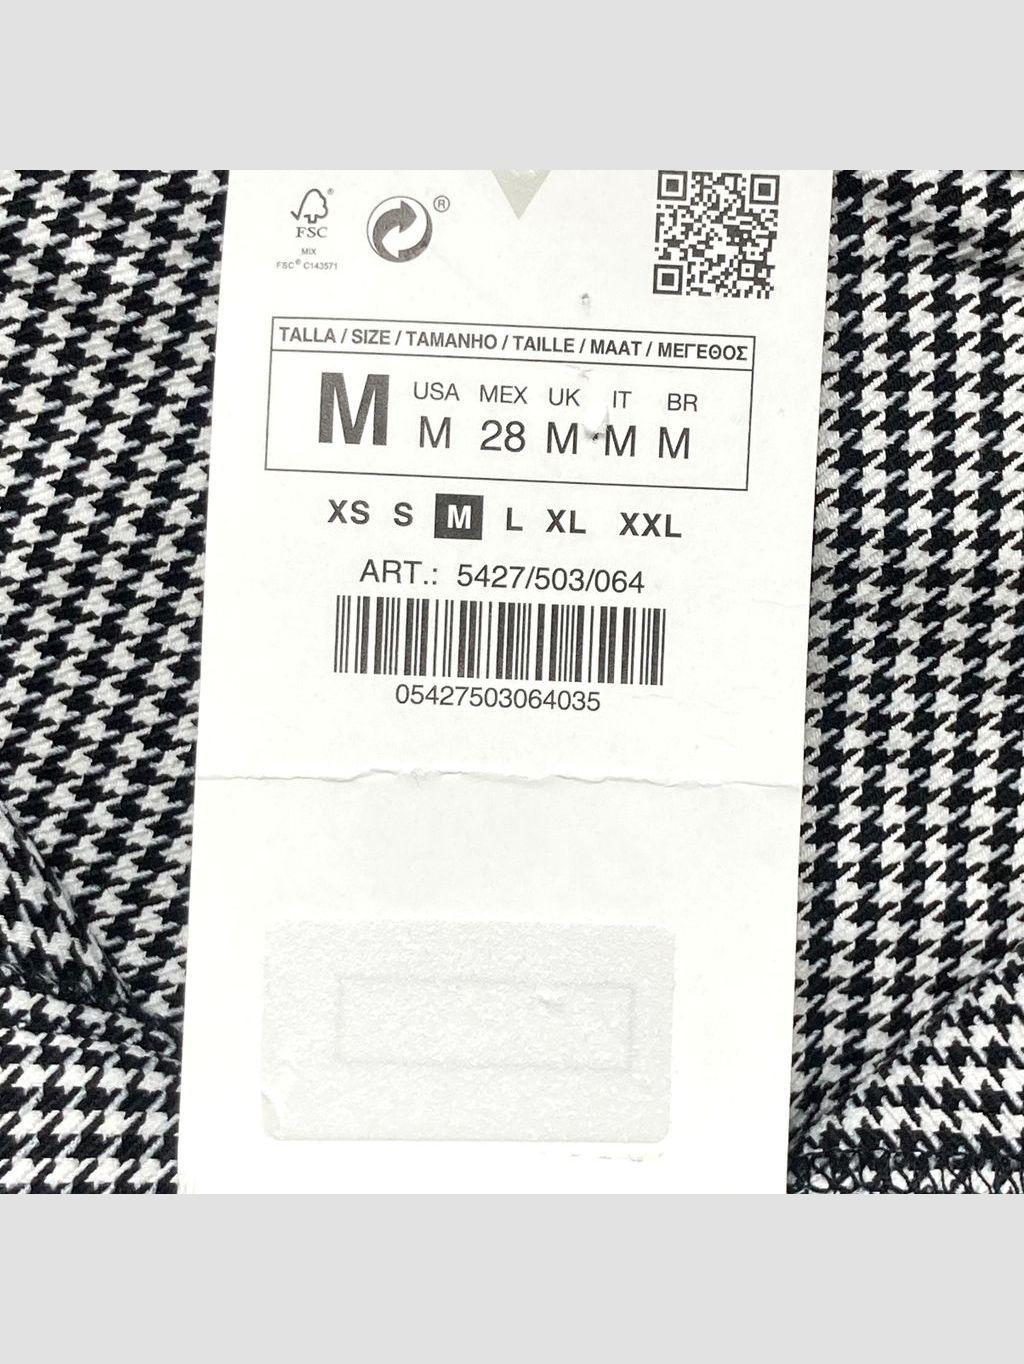 FSC®
MIX
FSC® C143571
®
TALLA / SIZE / TAMANHO / TAILLE / MAAT / ΜΕΓΕΘΟΣ
M
USA MEX UK IT BR
M 28 M M M
XS S M L XL XXL
ART.: 5427/503/064
05427503064035